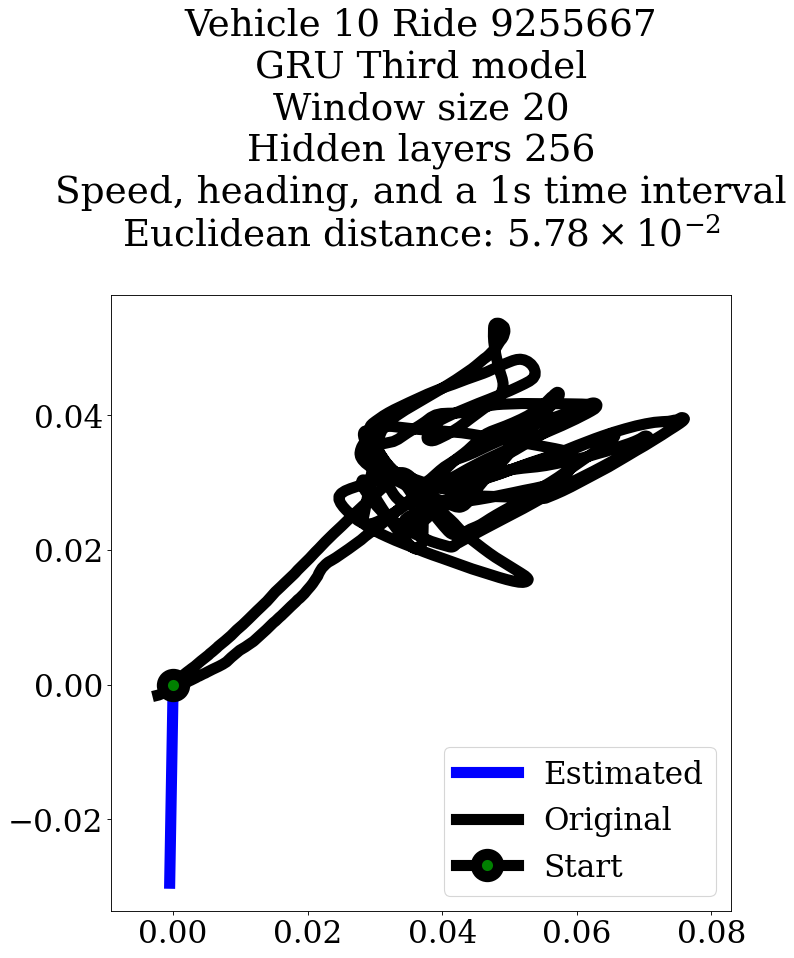 Vehicle 10 Ride 9255667
GRU Third model
Window size 20
Hidden layers 256
Speed, heading, and a 1s time interval
Euclidean distance: 5.78 × 10⁻²
0.04
0.02
0.00
−0.02
Estimated
Original
Start
0.00 0.02 0.04 0.06 0.08